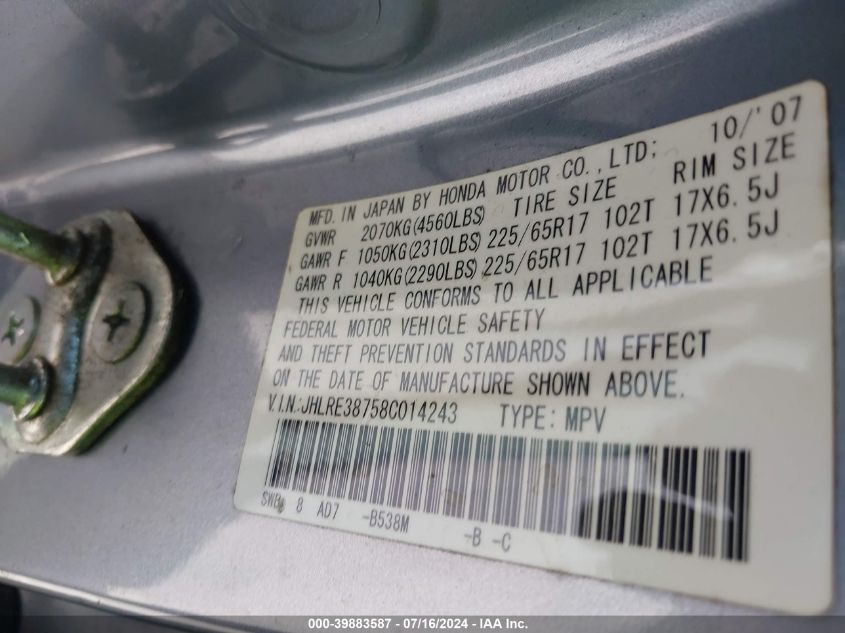 MFD. IN JAPAN BY HONDA MOTOR CO.,LTD; 10/'07
GVWR 2070KG(4560LBS) TIRE SIZE RIM SIZE
GAWR F 1050KG(2310LBS) 225/65R17 102T 17X6.5J
GAWR R 1040KG(2290LBS) 225/65R17 102T 17X6.5J
THIS VEHICLE CONFORMS TO ALL APPLICABLE
FEDERAL MOTOR VEHICLE SAFETY
AND THEFT PREVENTION STANDARDS IN EFFECT
ON THE DATE OF MANUFACTURE SHOWN ABOVE.
V.I.N.:JHLRE38758C014243 TYPE: MPV
SWB 8 AD7 -B538M -B -C
000-39883587 - 07/16/2024 - IAA Inc.